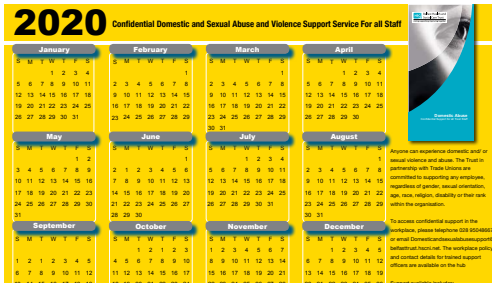 2020 Confidential Domestic and Sexual Abuse and Violence Support Service For all Staff
January
S M T W T F S
1 2 3 4
5 6 7 8 9 10 11
12 13 14 15 16 17 18
19 20 21 22 23 24 25
26 27 28 29 30 31
February
S M T W T F S
1
2 3 4 5 6 7 8
9 10 11 12 13 14 15
16 17 18 19 20 21 22
23 24 25 26 27 28 29
March
S M T W T F S
1 2 3 4 5 6 7
8 9 10 11 12 13 14
15 16 17 18 19 20 21
22 23 24 25 26 27 28
29 30 31
April
S M T W T F S
1 2 3 4
5 6 7 8 9 10 11
12 13 14 15 16 17 18
19 20 21 22 23 24 25
26 27 28 29 30
Domestic Abuse
Confidential Support for Trust Staff
May
S M T W T F S
1 2
3 4 5 6 7 8 9
10 11 12 13 14 15 16
17 18 19 20 21 22 23
24 25 26 27 28 29 30
31
June
S M T W T F S
1 2 3 4 5 6
7 8 9 10 11 12 13
14 15 16 17 18 19 20
21 22 23 24 25 26 27
28 29 30
July
S M T W T F S
1 2 3 4
5 6 7 8 9 10 11
12 13 14 15 16 17 18
19 20 21 22 23 24 25
26 27 28 29 30 31
August
S M T W T F S
1
2 3 4 5 6 7 8
9 10 11 12 13 14 15
16 17 18 19 20 21 22
23 24 25 26 27 28 29
30 31
Anyone can experience domestic and/ or
sexual violence and abuse. The Trust in
partnership with Trade Unions are
committed to supporting any employee,
regardless of gender, sexual orientation,
age, race, religion, disability or their rank
within the organisation.
To access confidential support in the
workplace, please telephone 028 9504866
or email Domesticandsexualabusesupport@
belfasttrust.hscni.net. The workplace policy
and contact details for trained support
officers are available on the hub
September
S M T W T F S
1 2 3 4 5
6 7 8 9 10 11 12
October
S M T W T F S
1 2 3
4 5 6 7 8 9 10
November
S M T W T F S
1 2 3 4 5 6 7
8 9 10 11 12 13 14
December
S M T W T F S
1 2 3 4 5
6 7 8 9 10 11 12